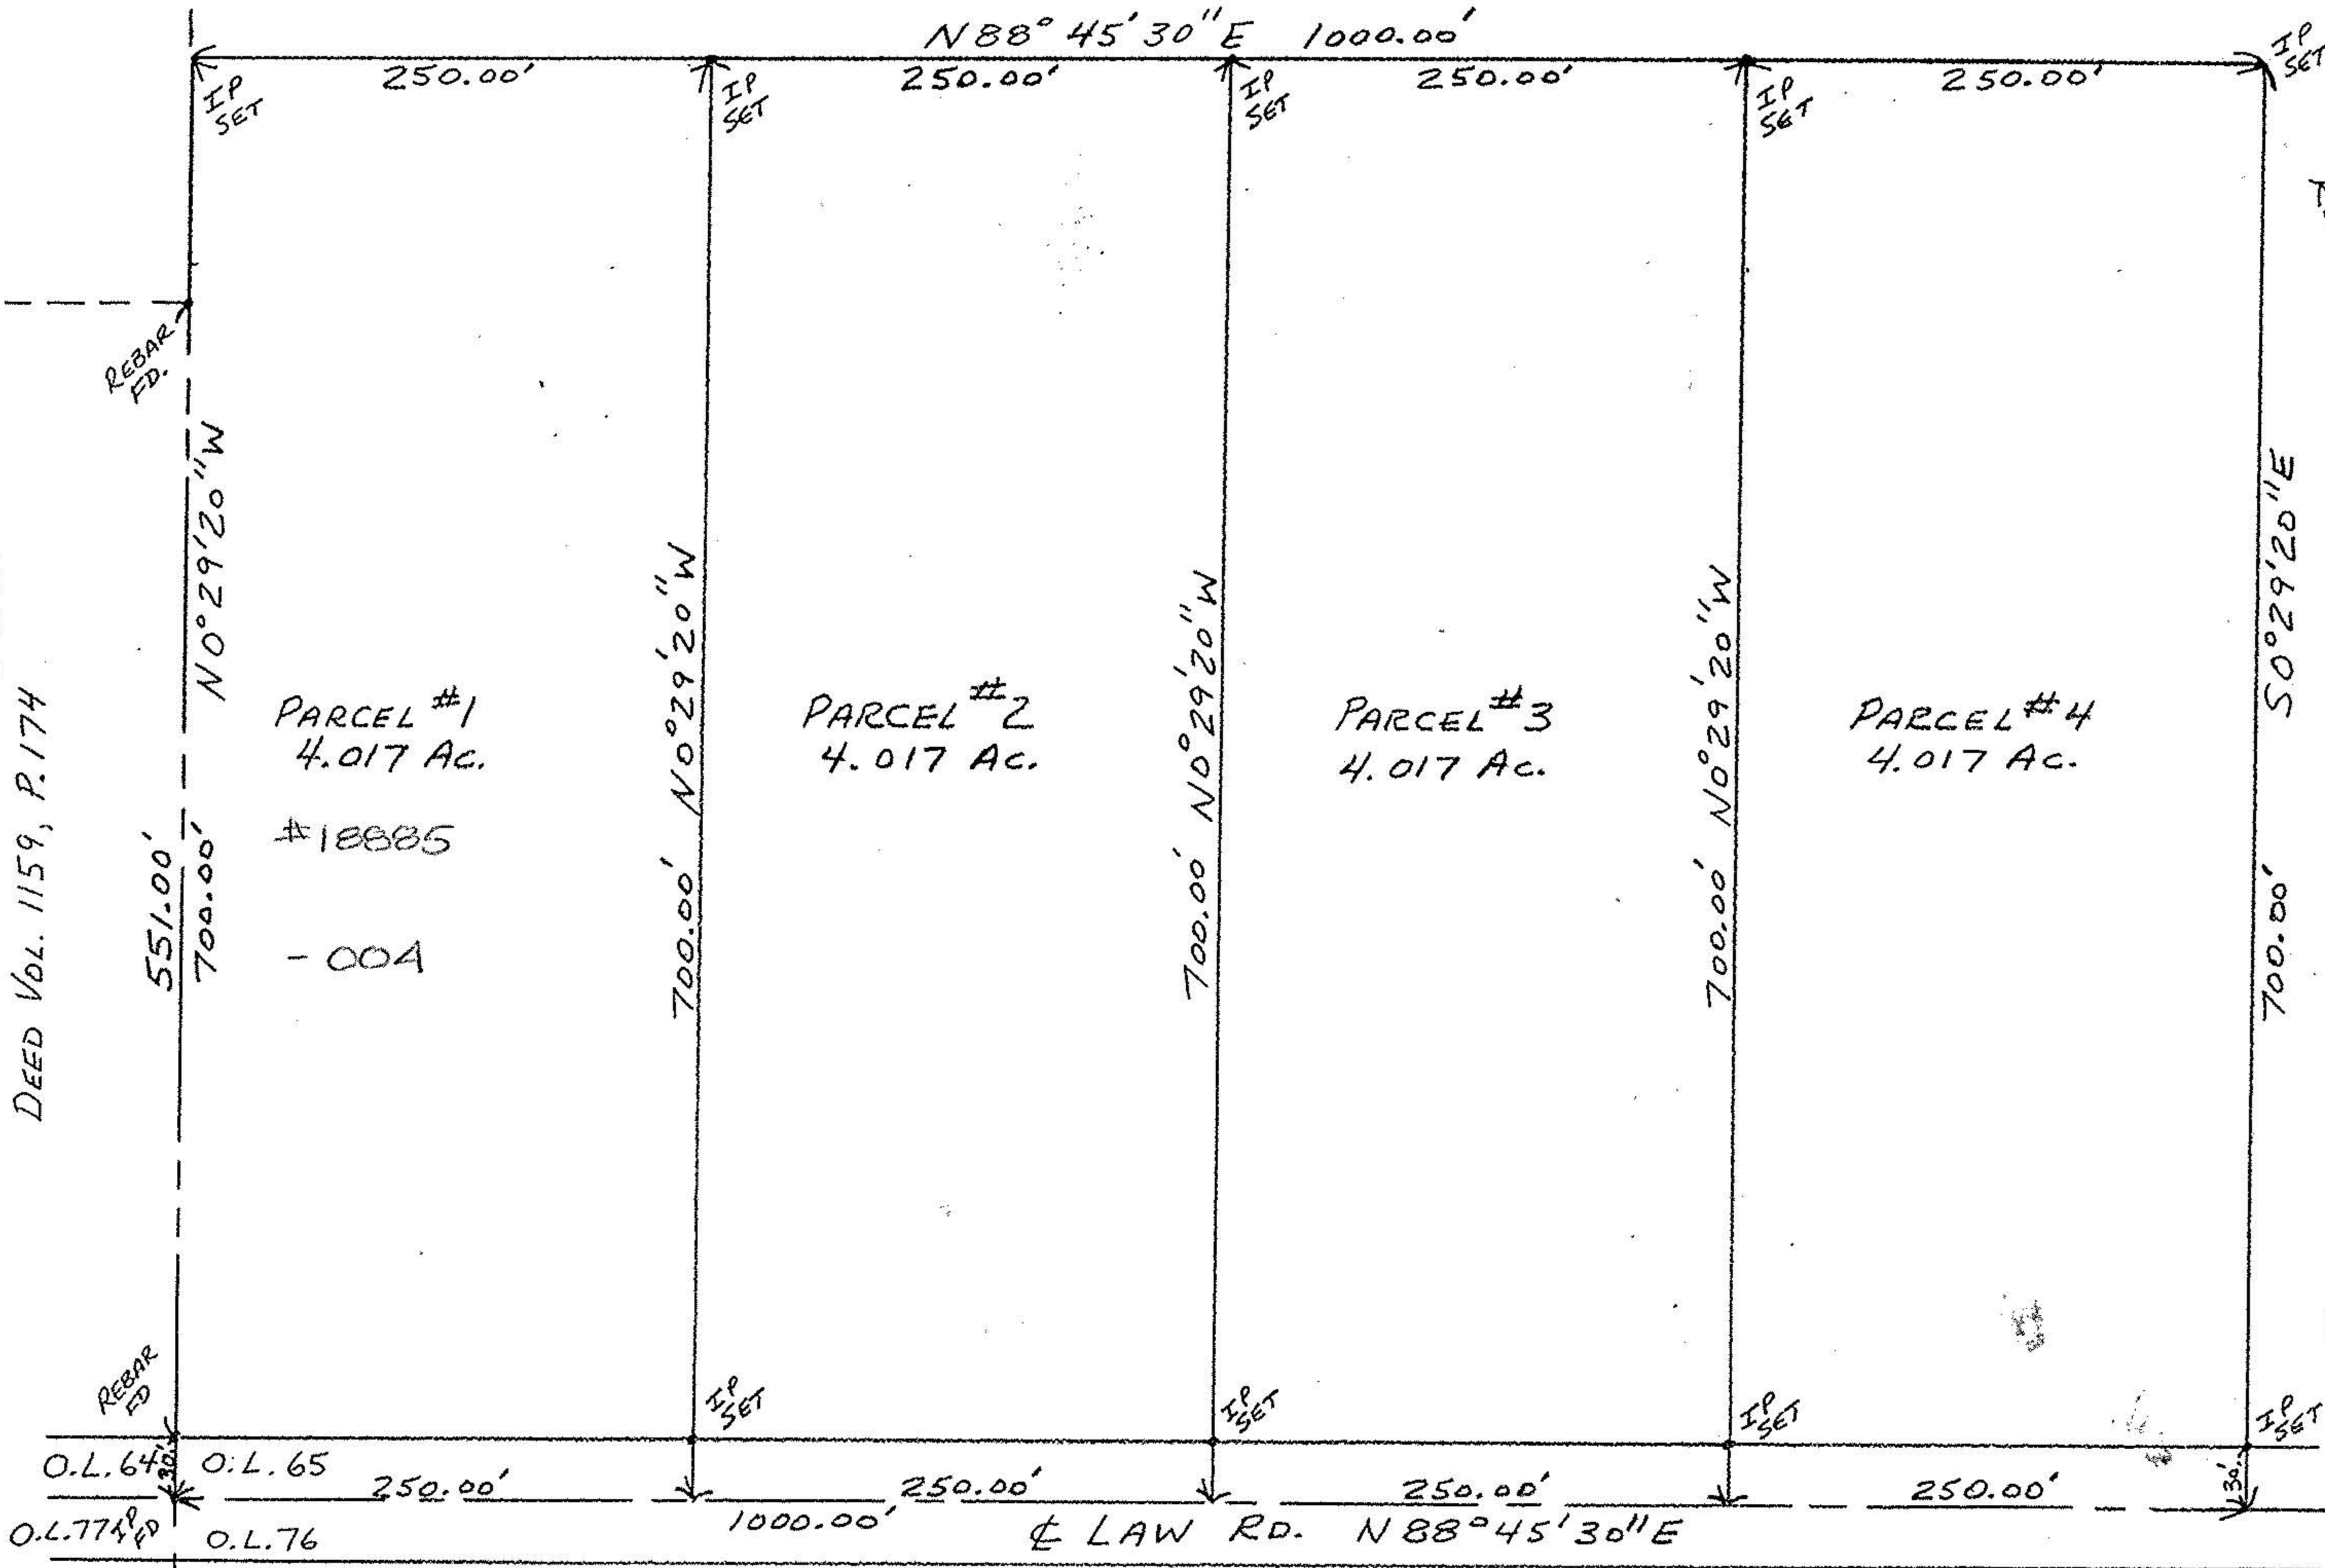 N88° 45' 30" E 1000.00'
250.00'
250.00'
250.00'
250.00'
IP SET
IP SET
IP SET
IP SET
IP SET
REBAR FD.
N0°29'20"W
551.00'
700.00'
DEED VOL. 1159, P.174
PARCEL #1
4.017 AC.
#18885
- 004
700.00' N0°29'20"W
PARCEL #2
4.017 AC.
700.00' N0°29'20"W
PARCEL #3
4.017 AC.
700.00' N0°29'20"W
PARCEL #4
4.017 AC.
S0°29'20"E
700.00'
REBAR FD
IP SET
IP SET
IP SET
IP SET
O.L.64
30'
O.L.65
250.00'
250.00'
250.00'
250.00'
30'
O.L.77
IP FD
O.L.76
1000.00'
℄ LAW RD. N88°45'30"E